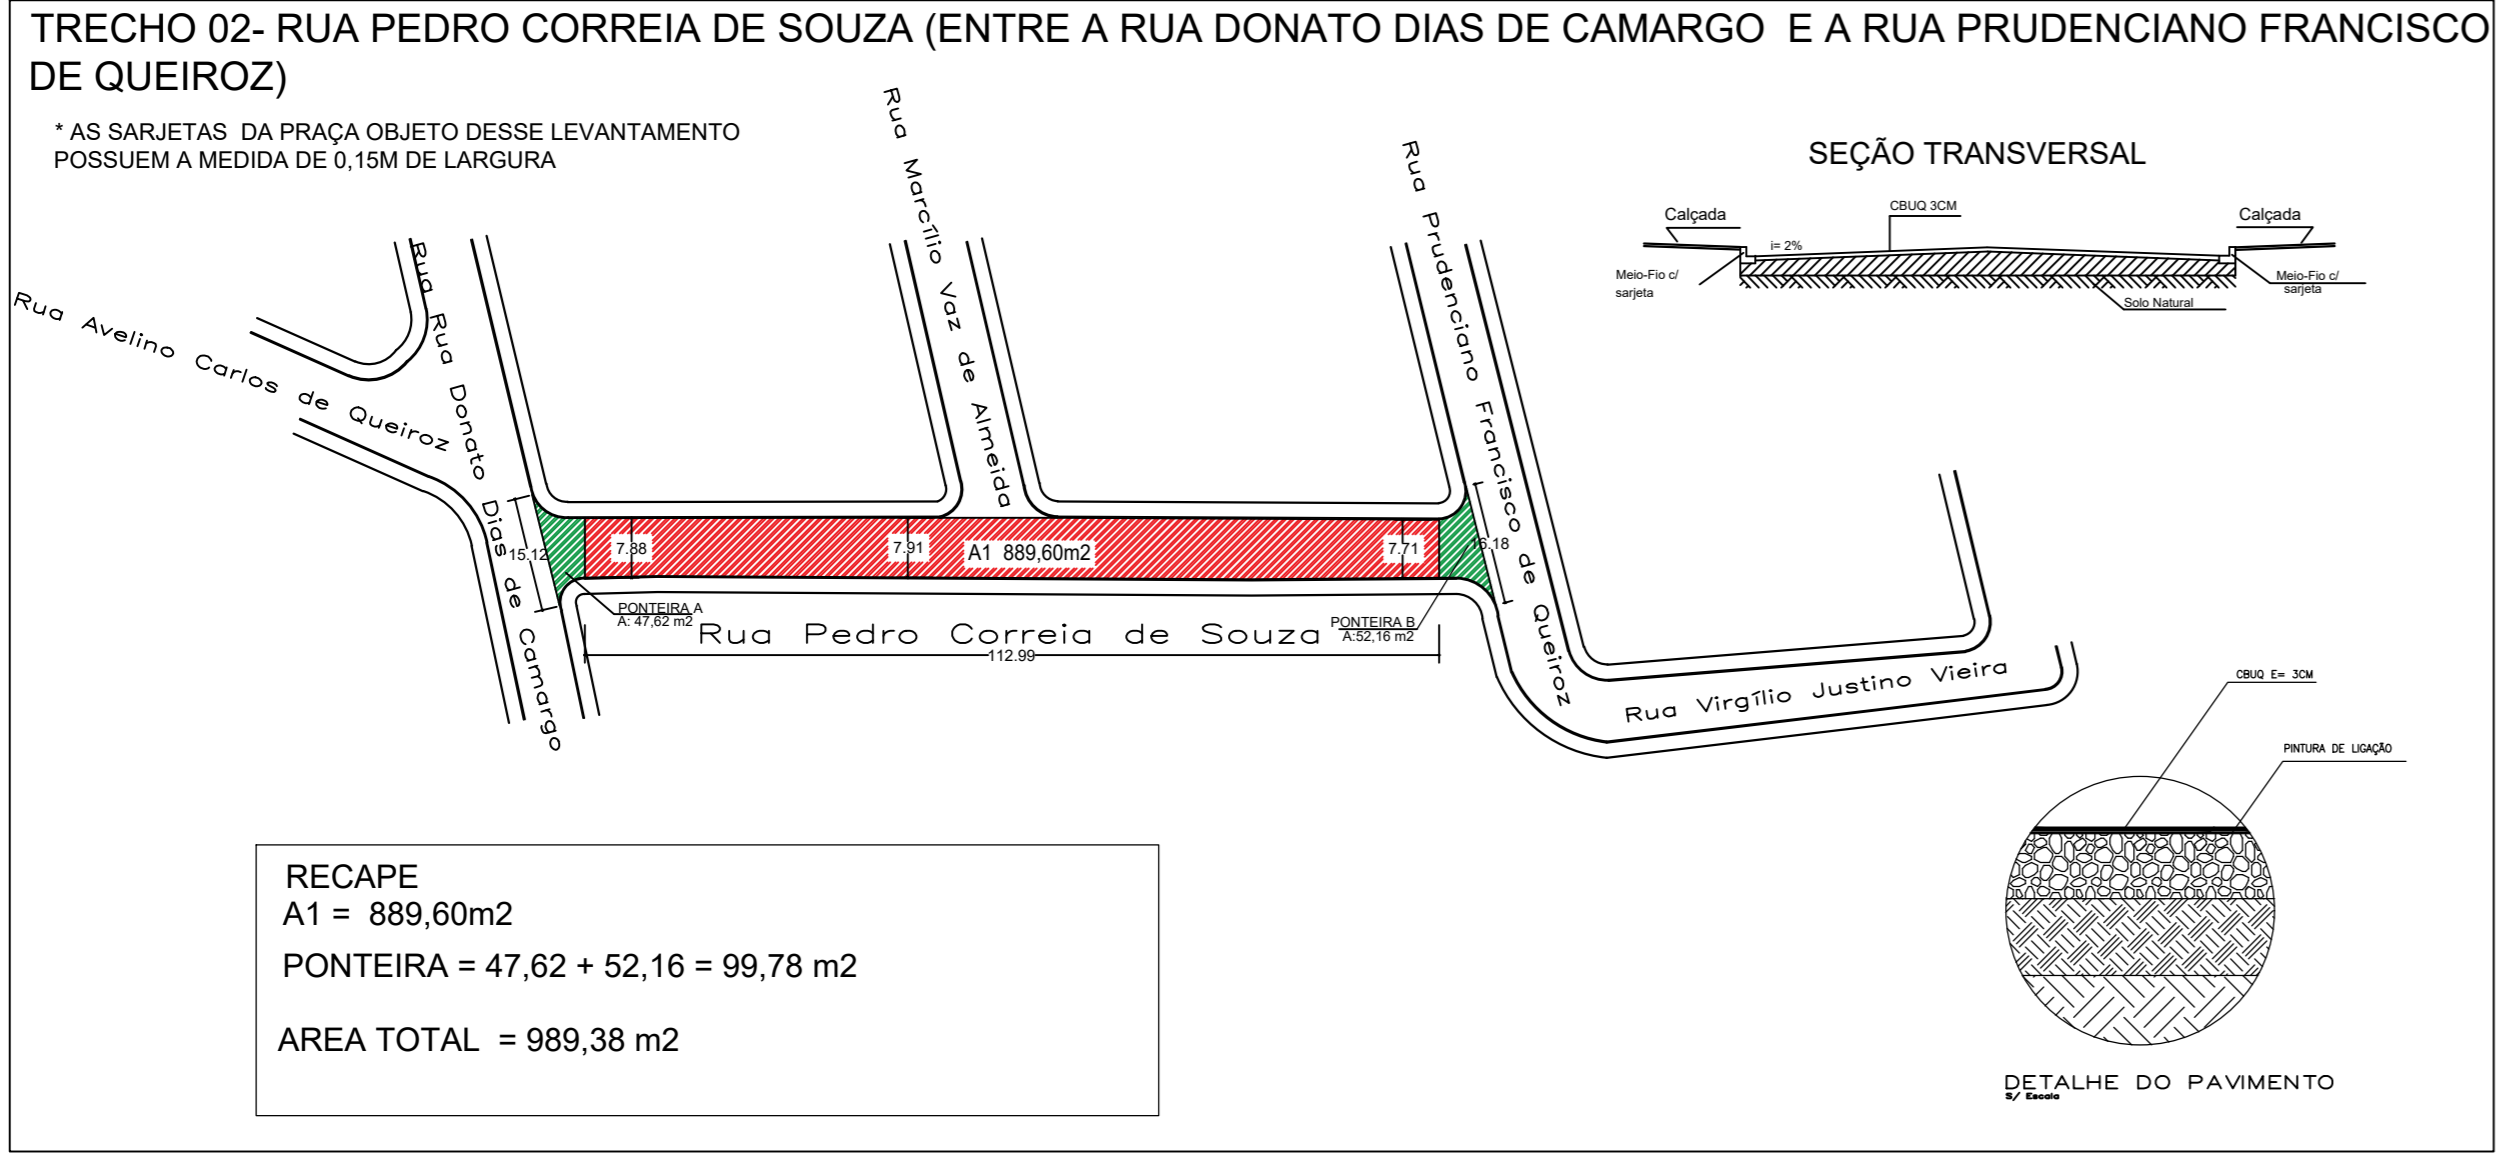 TRECHO 02- RUA PEDRO CORREIA DE SOUZA (ENTRE A RUA DONATO DIAS DE CAMARGO E A RUA PRUDENCIANO FRANCISCO
DE QUEIROZ)
* AS SARJETAS DA PRAÇA OBJETO DESSE LEVANTAMENTO
POSSUEM A MEDIDA DE 0,15M DE LARGURA
SEÇÃO TRANSVERSAL
Calçada
CBUQ 3CM
Calçada
i= 2%
Meio-Fio c/
sarjeta
Meio-Fio c/
sarjeta
Solo Natural
Rua Avelino Carlos de Queiroz
Rua Rua Donato Dias de Camargo
Rua Marcílio Vaz de Almeida
Rua Prudenciano Francisco de Queiroz
15.12
7.88
7.91
A1 889,60m2
7.71
16.18
PONTEIRA A
A: 47,62 m2
Rua Pedro Correia de Souza
PONTEIRA B
A:52,16 m2
112.99
Rua Virgílio Justino Vieira
CBUQ E= 3CM
PINTURA DE LIGAÇÃO
RECAPE
A1 = 889,60m2
PONTEIRA = 47,62 + 52,16 = 99,78 m2
AREA TOTAL = 989,38 m2
DETALHE DO PAVIMENTO
S/ Escala